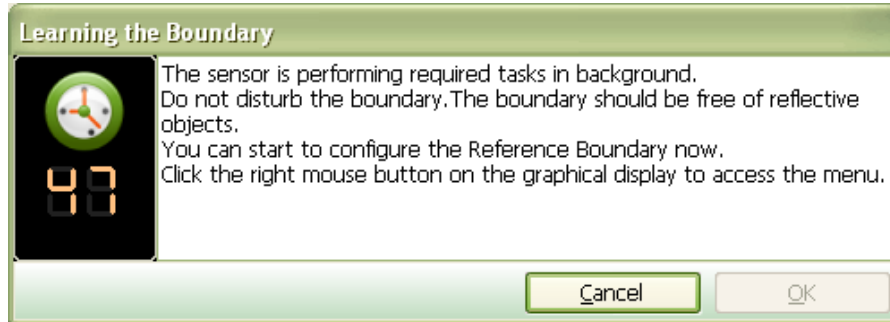 Learning the Boundary
The sensor is performing required tasks in background.
Do not disturb the boundary.The boundary should be free of reflective
objects.
You can start to configure the Reference Boundary now.
Click the right mouse button on the graphical display to access the menu.
47
Cancel
OK